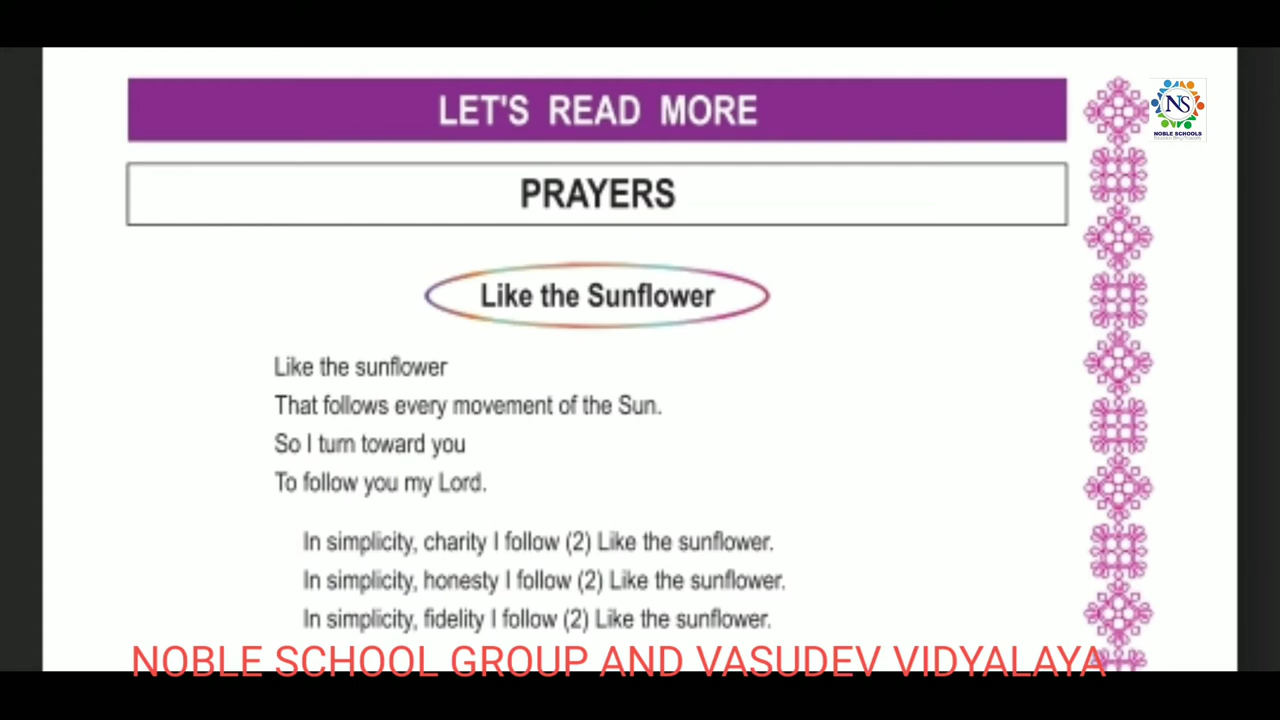 LET'S READ MORE
NS
NOBLE SCHOOLS
PRAYERS
Like the Sunflower
Like the sunflower
That follows every movement of the Sun.
So I turn toward you
To follow you my Lord.
In simplicity, charity I follow (2) Like the sunflower.
In simplicity, honesty I follow (2) Like the sunflower.
In simplicity, fidelity I follow (2) Like the sunflower.
NOBLE SCHOOL GROUP AND VASUDEV VIDYALAYA